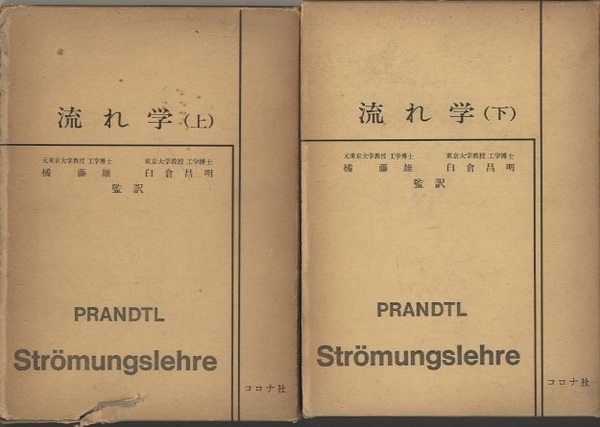 流れ学(上)
元東京大学教授 工学博士 東京大学教授 工学博士
橘 藤雄 白倉昌明
監訳
PRANDTL
Strömungslehre
コロナ社
流れ学(下)
元東京大学教授 工学博士 東京大学教授 工学博士
橘 藤雄 白倉昌明
監訳
PRANDTL
Strömungslehre
コロナ社